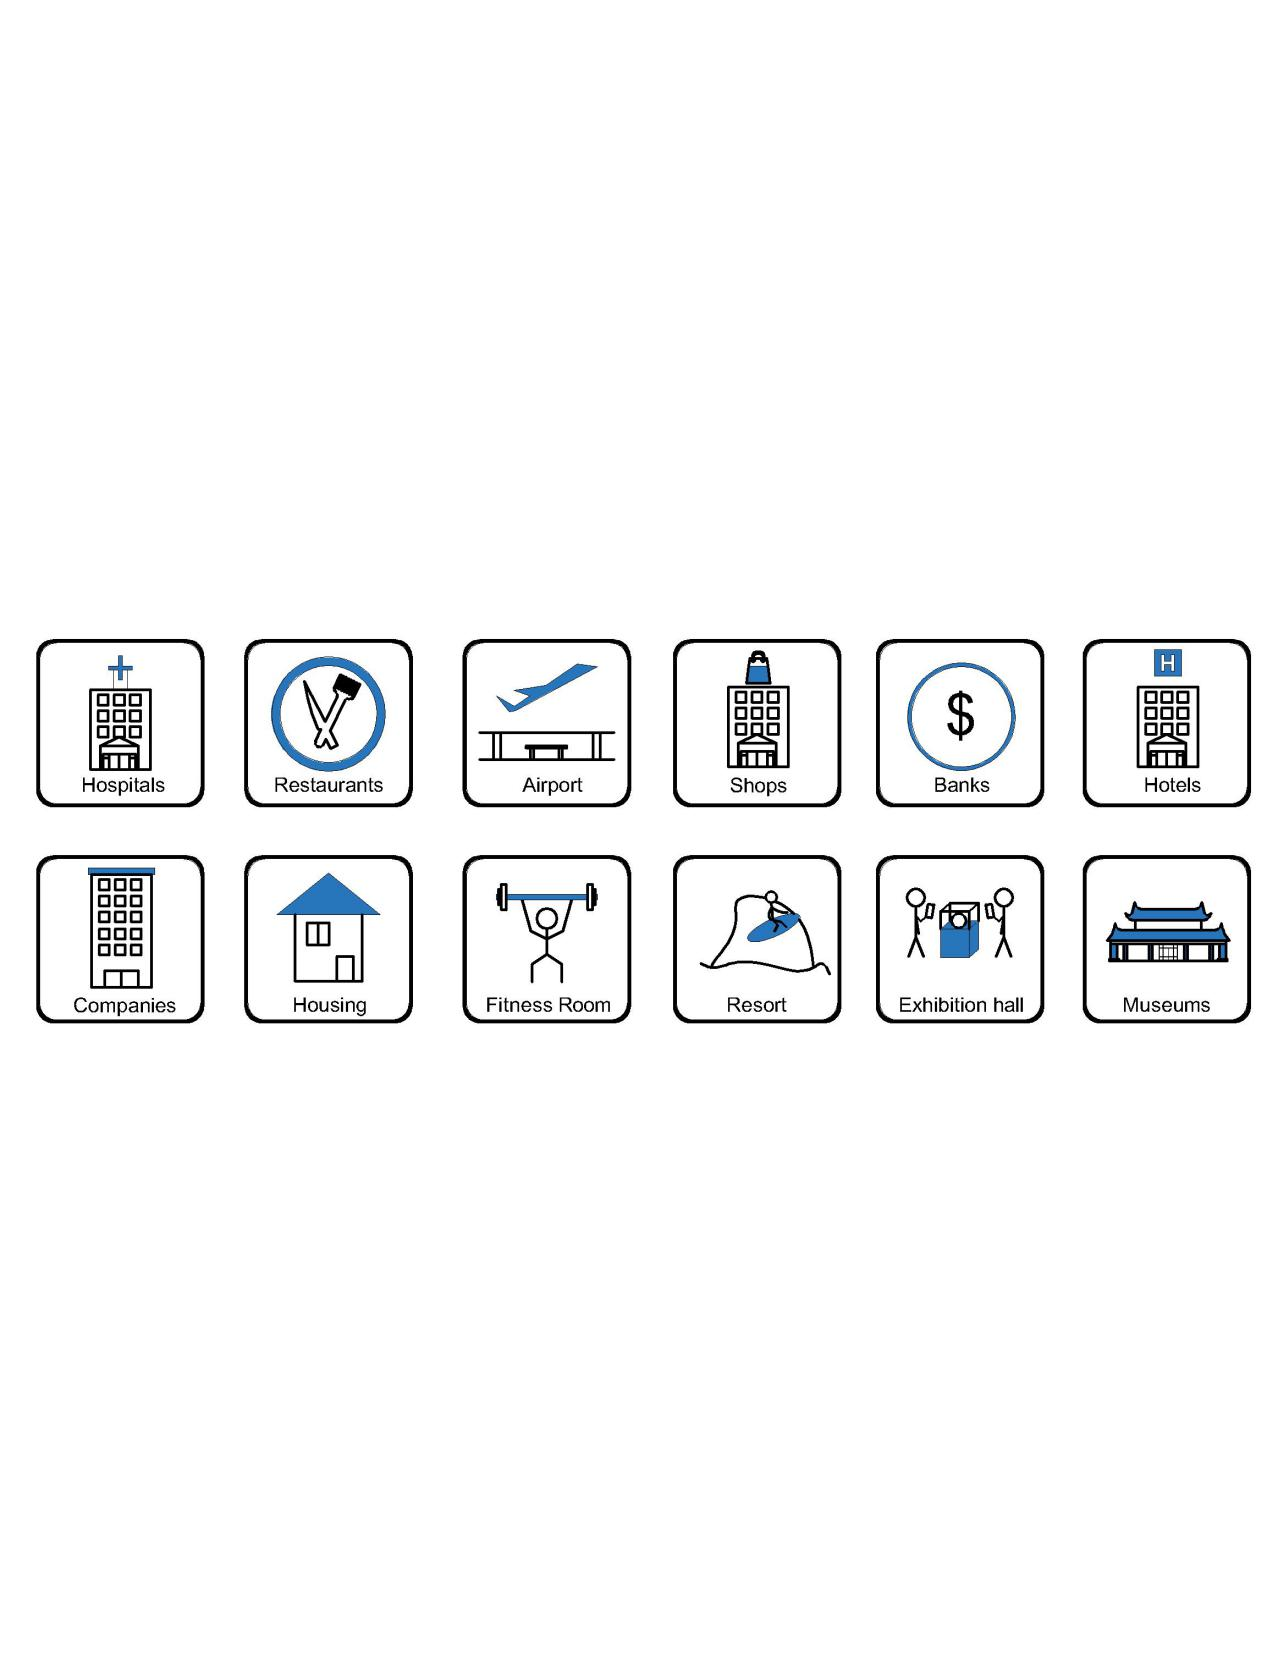 Hospitals
Restaurants
Airport
Shops
$
Banks
H
Hotels
Companies
Housing
Fitness Room
Resort
Exhibition hall
Museums